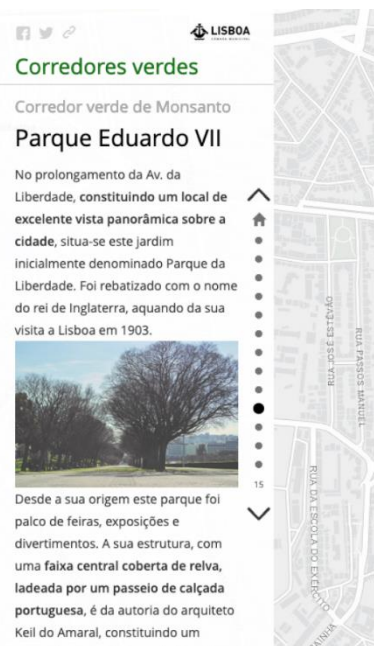 LISBOA
CÂMARA MUNICIPAL
Corredores verdes
Corredor verde de Monsanto
Parque Eduardo VII
No prolongamento da Av. da
Liberdade, constituindo um local de
excelente vista panorâmica sobre a
cidade, situa-se este jardim
inicialmente denominado Parque da
Liberdade. Foi rebatizado com o nome
do rei de Inglaterra, aquando da sua
visita a Lisboa em 1903.
Desde a sua origem este parque foi
palco de feiras, exposições e
divertimentos. A sua estrutura, com
uma faixa central coberta de relva,
ladeada por um passeio de calçada
portuguesa, é da autoria do arquiteto
Keil do Amaral, constituindo um
15
RUA JOSÉ ESTÊVÃO
RUA PASSOS MANUEL
RUA DA ESCOLA DO EXÉRCITO